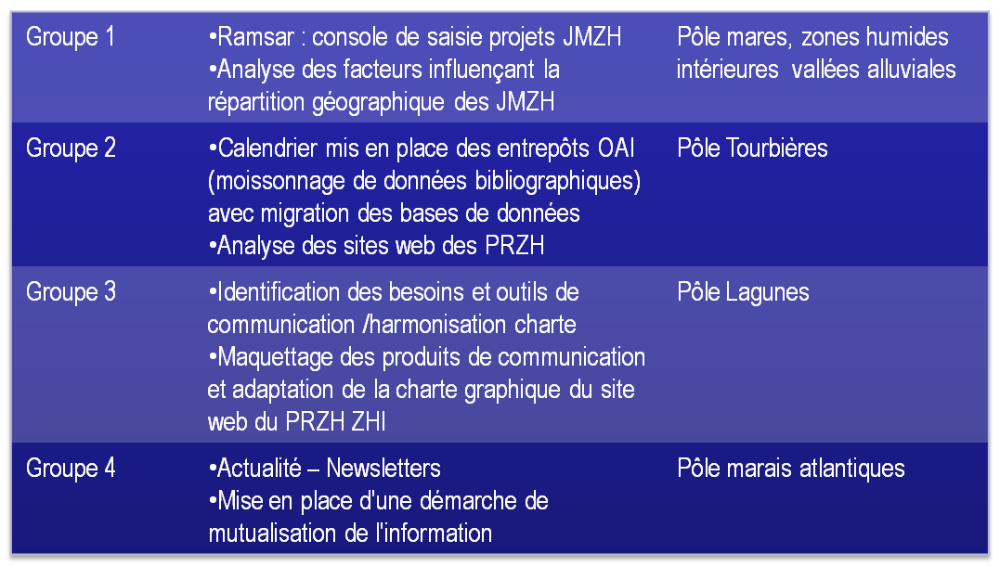 Groupe 1
•Ramsar : console de saisie projets JMZH
•Analyse des facteurs influençant la
répartition géographique des JMZH
Pôle mares, zones humides
intérieures vallées alluviales
Groupe 2
•Calendrier mis en place des entrepôts OAI
(moissonnage de données bibliographiques)
avec migration des bases de données
•Analyse des sites web des PRZH
Pôle Tourbières
Groupe 3
•Identification des besoins et outils de
communication /harmonisation charte
•Maquettage des produits de communication
et adaptation de la charte graphique du site
web du PRZH ZHI
Pôle Lagunes
Groupe 4
•Actualité – Newsletters
•Mise en place d'une démarche de
mutualisation de l'information
Pôle marais atlantiques